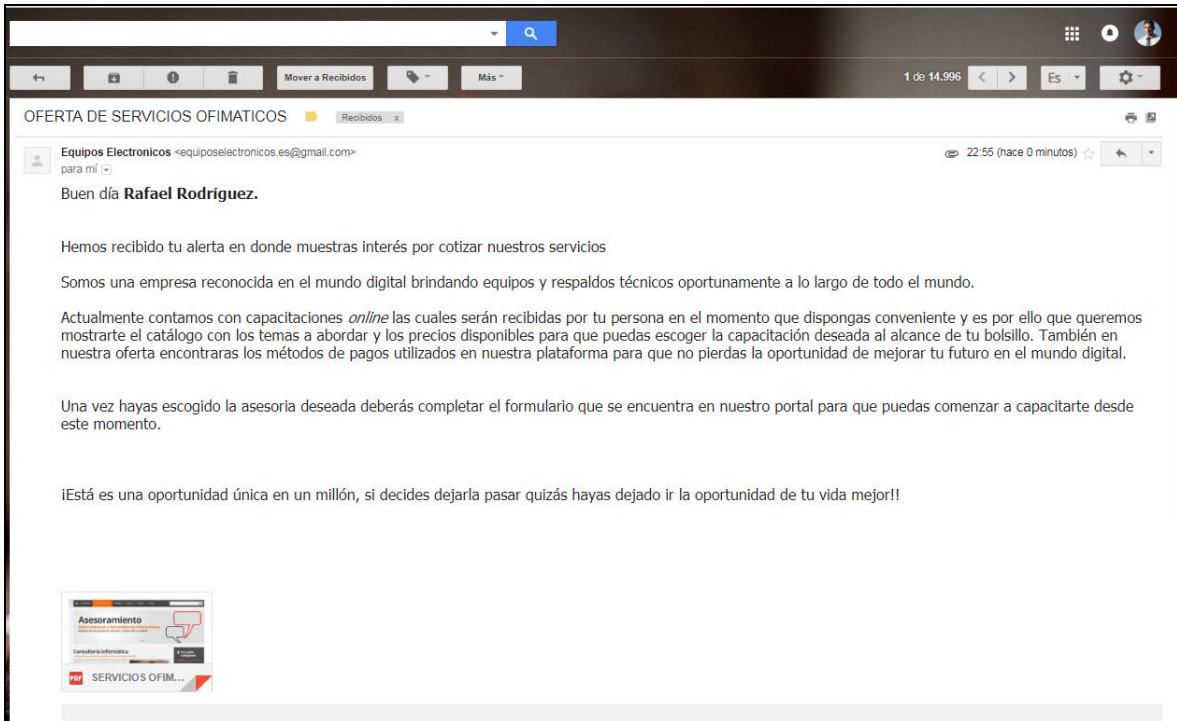 Mover a Recibidos
Más
1 de 14.996
Es
OFERTA DE SERVICIOS OFIMATICOS
Recibidos x
Equipos Electronicos <equiposelectronicos.es@gmail.com>
22:55 (hace 0 minutos)
para mí
Buen día Rafael Rodríguez.
Hemos recibido tu alerta en donde muestras interés por cotizar nuestros servicios
Somos una empresa reconocida en el mundo digital brindando equipos y respaldos técnicos oportunamente a lo largo de todo el mundo.
Actualmente contamos con capacitaciones online las cuales serán recibidas por tu persona en el momento que dispongas conveniente y es por ello que queremos
mostrarte el catálogo con los temas a abordar y los precios disponibles para que puedas escoger la capacitación deseada al alcance de tu bolsillo. También en
nuestra oferta encontraras los métodos de pagos utilizados en nuestra plataforma para que no pierdas la oportunidad de mejorar tu futuro en el mundo digital.
Una vez hayas escogido la asesoria deseada deberás completar el formulario que se encuentra en nuestro portal para que puedas comenzar a capacitarte desde
este momento.
¡Está es una oportunidad única en un millón, si decides dejarla pasar quizás hayas dejado ir la oportunidad de tu vida mejor!!
Asesoramiento
Consultoría informática
PDF
SERVICIOS OFIM...